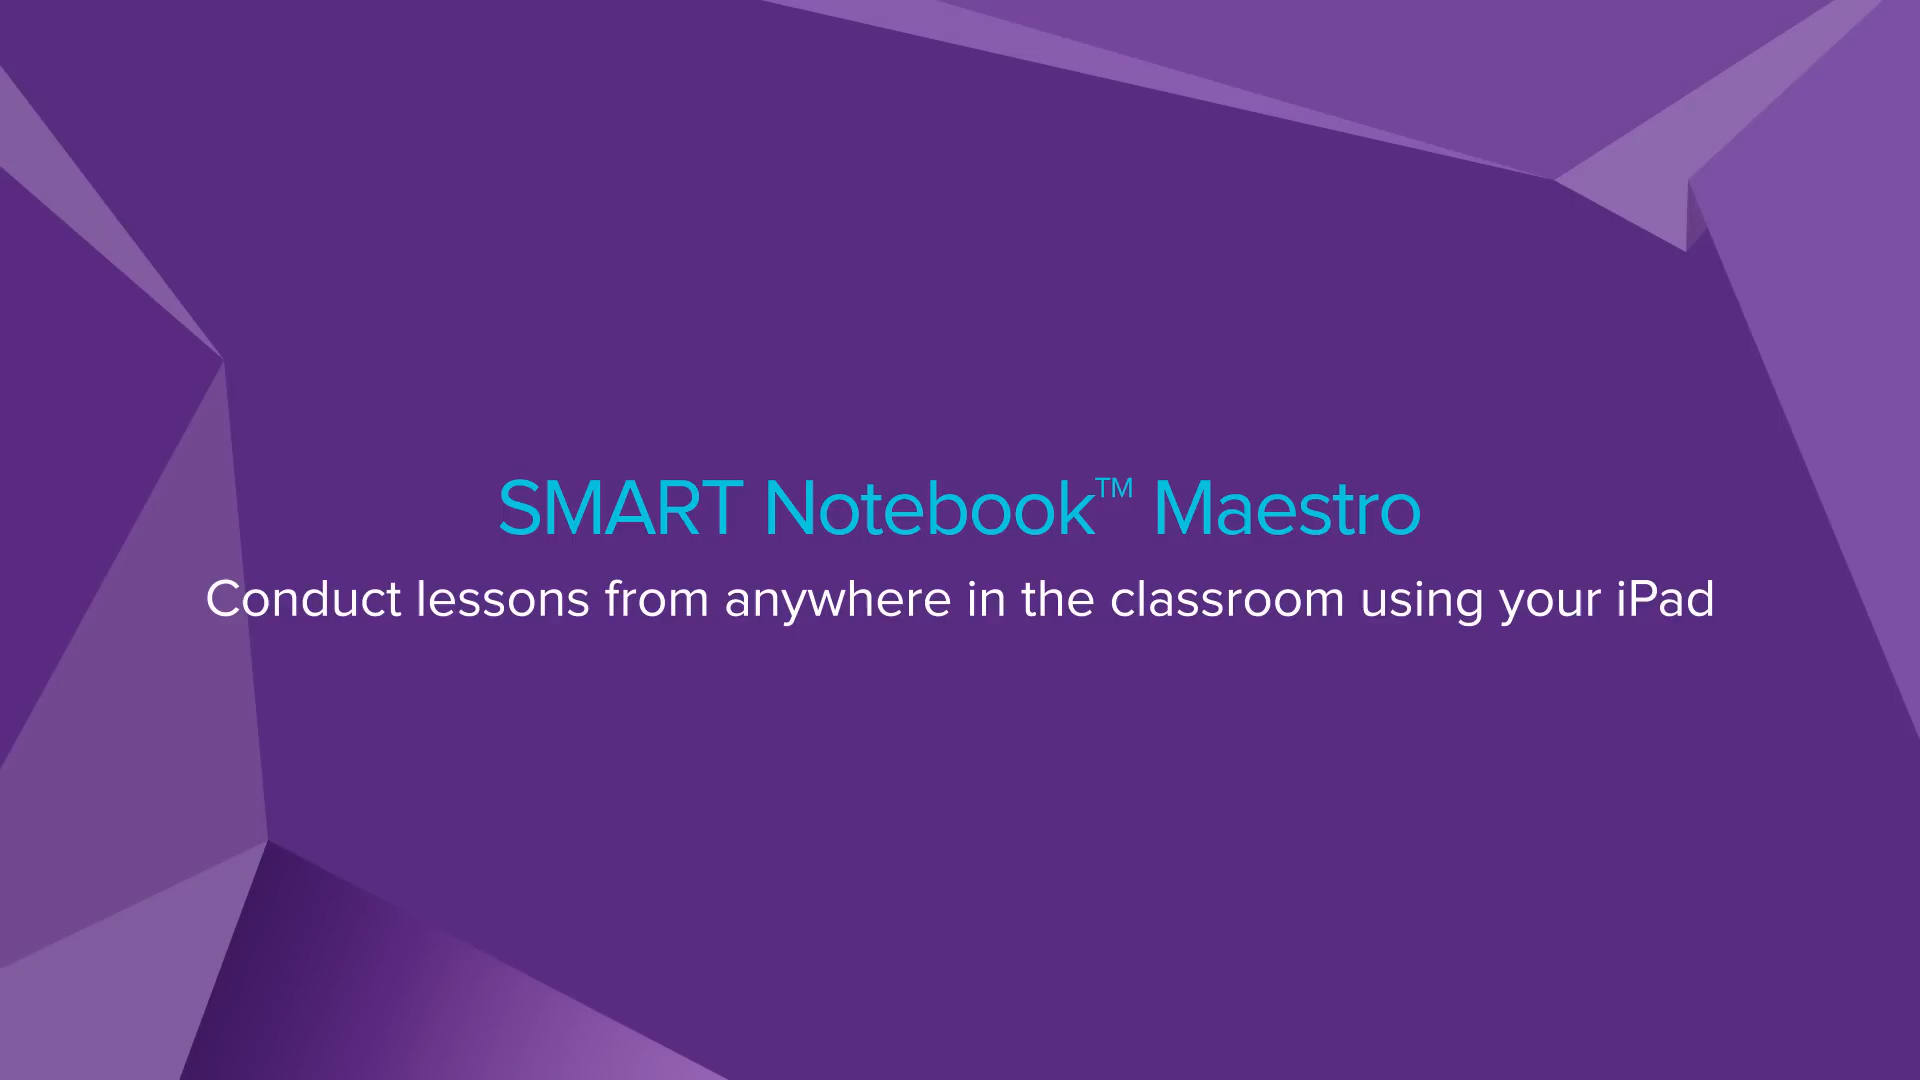 SMART Notebook™ Maestro
Conduct lessons from anywhere in the classroom using your iPad